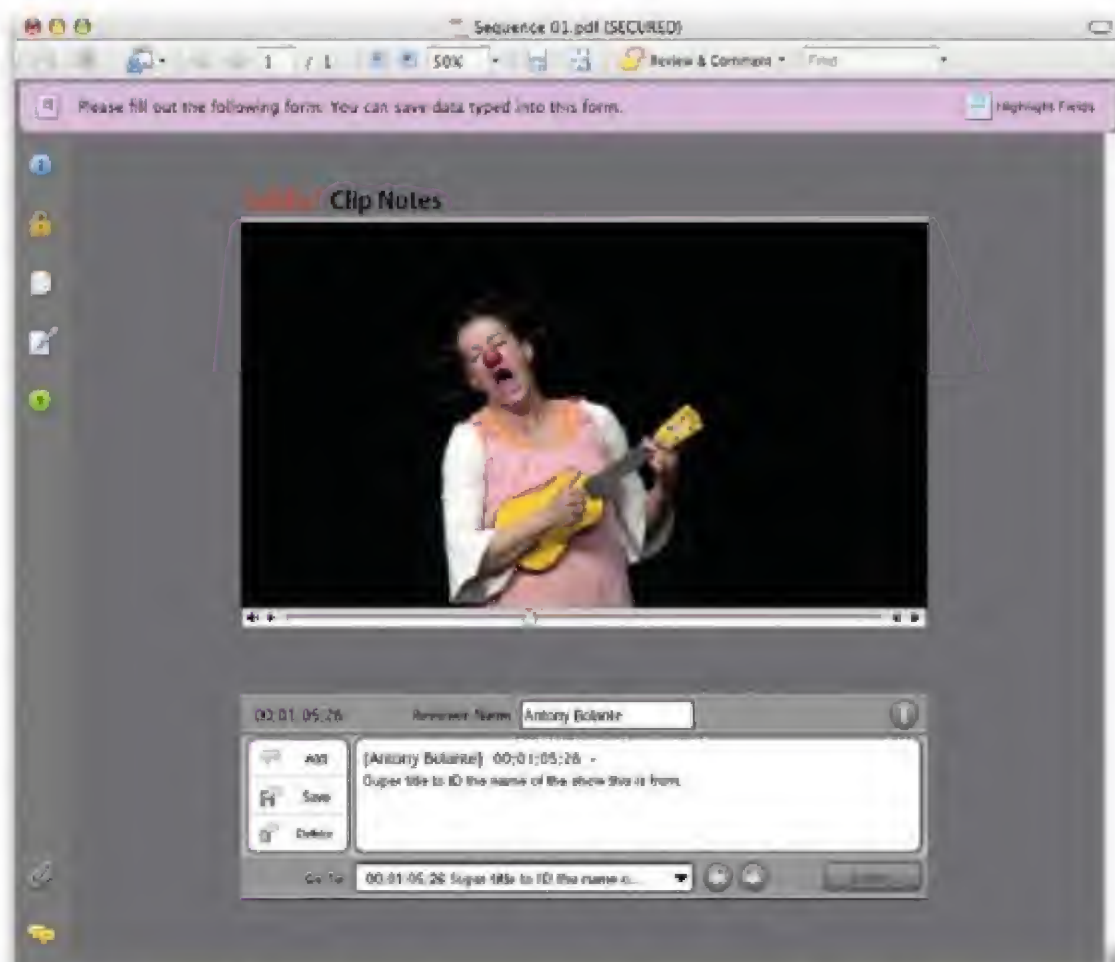 Sequence 01.pdf (SECURED)
1 / 1 50% Review & Comment Find
Please fill out the following form. You can save data typed into this form. Highlight Fields
Clip Notes
00;01;05;26 Reviewer Name Antony Bolante
Add
[Antony Bolante] 00;01;05;26 -
Super title to ID the name of the show this is from.
Save
Delete
Go To 00;01;05;26 Super title to ID the name o...